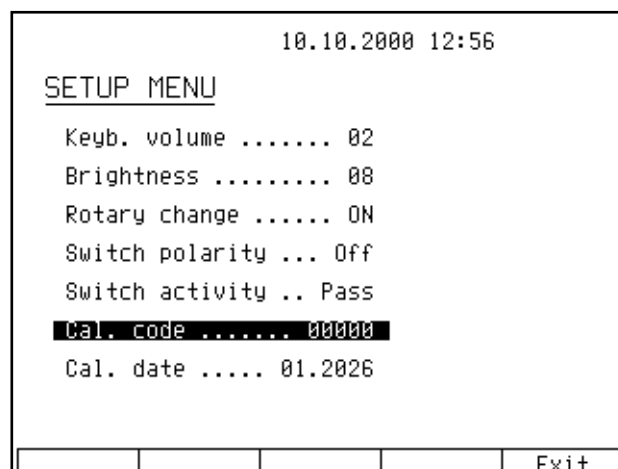 10.10.2000 12:56
SETUP MENU
Keyb. volume ....... 02
Brightness ......... 08
Rotary change ...... ON
Switch polarity ... Off
Switch activity .. Pass
Cal. code ....... 00000
Cal. date ..... 01.2026
Exit